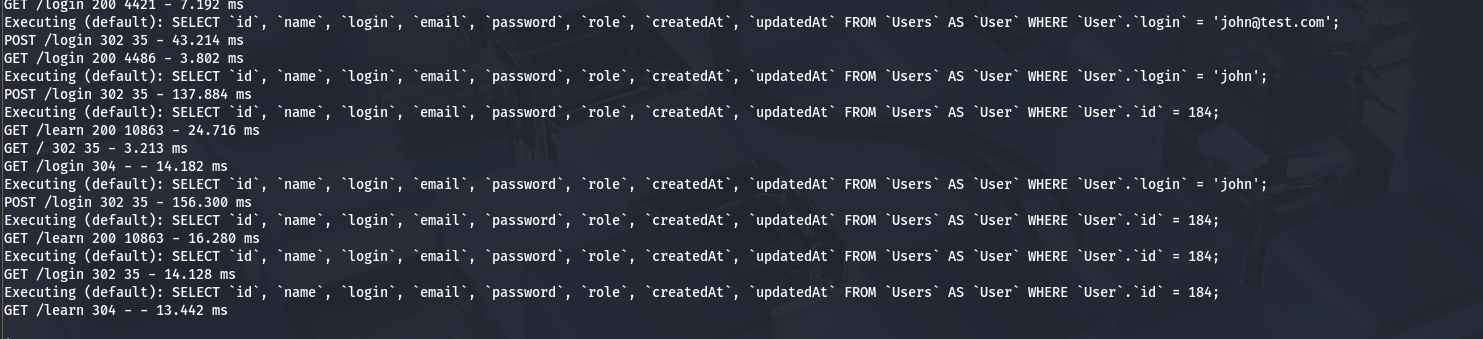 GET /login 200 4421 - 7.192 ms
Executing (default): SELECT `id`, `name`, `login`, `email`, `password`, `role`, `createdAt`, `updatedAt` FROM `Users` AS `User` WHERE `User`.`login` = 'john@test.com';
POST /login 302 35 - 43.214 ms
GET /login 200 4486 - 3.802 ms
Executing (default): SELECT `id`, `name`, `login`, `email`, `password`, `role`, `createdAt`, `updatedAt` FROM `Users` AS `User` WHERE `User`.`login` = 'john';
POST /login 302 35 - 137.884 ms
Executing (default): SELECT `id`, `name`, `login`, `email`, `password`, `role`, `createdAt`, `updatedAt` FROM `Users` AS `User` WHERE `User`.`id` = 184;
GET /learn 200 10863 - 24.716 ms
GET / 302 35 - 3.213 ms
GET /login 304 - - 14.182 ms
Executing (default): SELECT `id`, `name`, `login`, `email`, `password`, `role`, `createdAt`, `updatedAt` FROM `Users` AS `User` WHERE `User`.`login` = 'john';
POST /login 302 35 - 156.300 ms
Executing (default): SELECT `id`, `name`, `login`, `email`, `password`, `role`, `createdAt`, `updatedAt` FROM `Users` AS `User` WHERE `User`.`id` = 184;
GET /learn 200 10863 - 16.280 ms
Executing (default): SELECT `id`, `name`, `login`, `email`, `password`, `role`, `createdAt`, `updatedAt` FROM `Users` AS `User` WHERE `User`.`id` = 184;
GET /login 302 35 - 14.128 ms
Executing (default): SELECT `id`, `name`, `login`, `email`, `password`, `role`, `createdAt`, `updatedAt` FROM `Users` AS `User` WHERE `User`.`id` = 184;
GET /learn 304 - - 13.442 ms